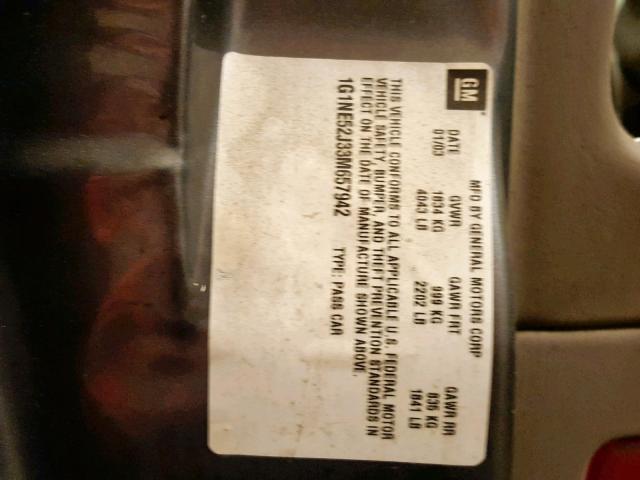 GM
MFD BY GENERAL MOTORS CORP
DATE GVWR GAWR FRT GAWR RR
01/03 1834 KG 999 KG 835 KG
4043 LB 2202 LB 1841 LB
THIS VEHICLE CONFORMS TO ALL APPLICABLE U.S. FEDERAL MOTOR
VEHICLE SAFETY, BUMPER, AND THEFT PREVENTION STANDARDS IN
EFFECT ON THE DATE OF MANUFACTURE SHOWN ABOVE.
1G1NE52J33M657942 TYPE: PASS CAR